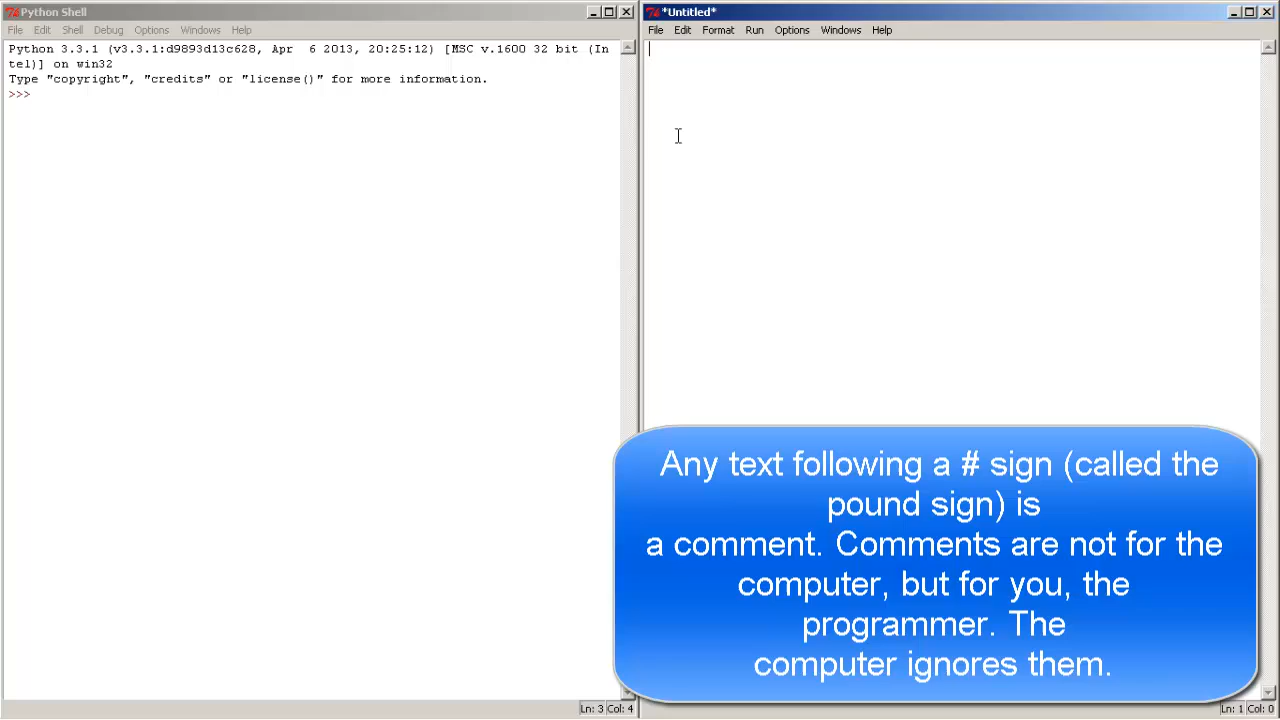 Python Shell
File Edit Shell Debug Options Windows Help
Python 3.3.1 (v3.3.1:d9893d13c628, Apr  6 2013, 20:25:12) [MSC v.1600 32 bit (In
tel)] on win32
Type "copyright", "credits" or "license()" for more information.
>>>
Ln: 3 Col: 4
*Untitled*
File Edit Format Run Options Windows Help
Any text following a # sign (called the
pound sign) is
a comment. Comments are not for the
computer, but for you, the
programmer. The
computer ignores them.
Ln: 1 Col: 0